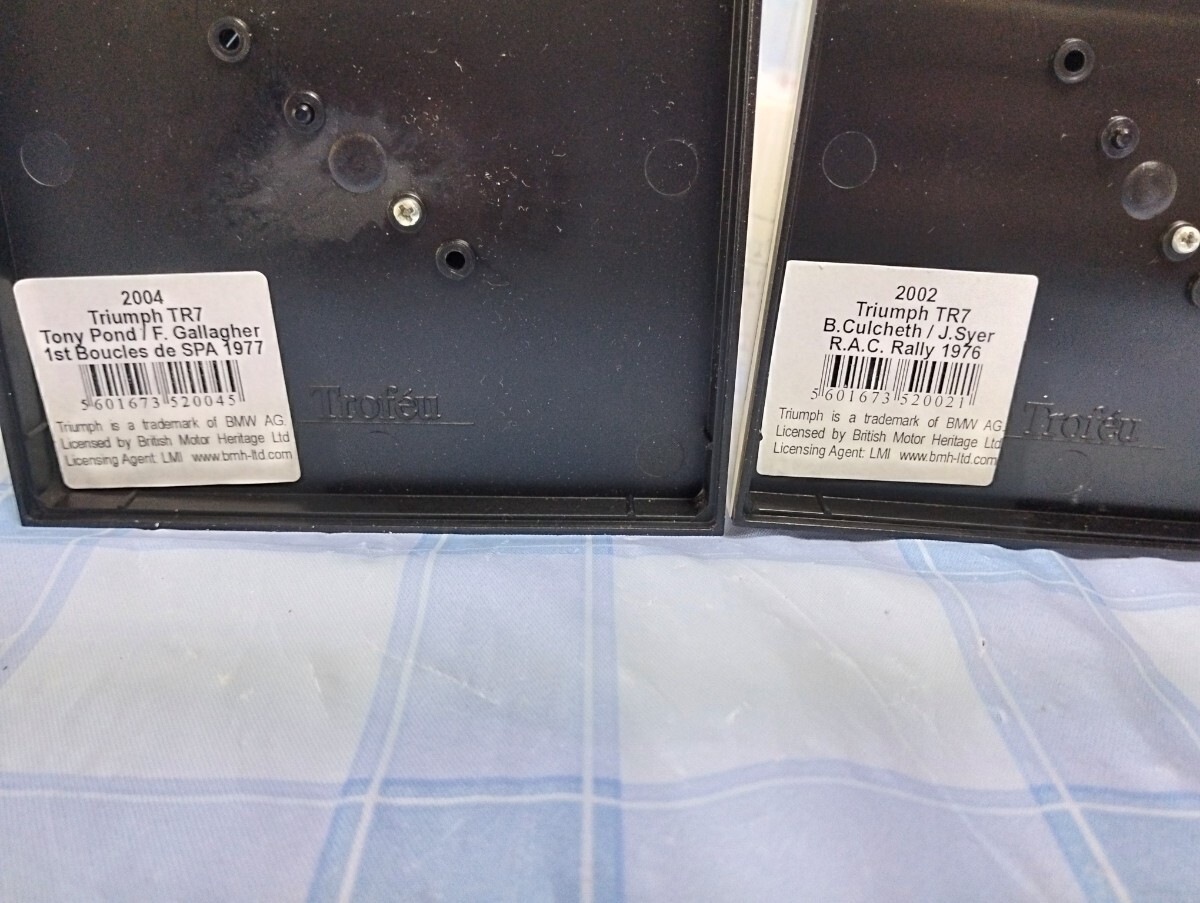 2004
Triumph TR7
Tony Pond / F. Gallagher
1st Boucles de SPA 1977
5 601673 520045
Triumph is a trademark of BMW AG.
Licensed by British Motor Heritage Ltd
Licensing Agent: LMI www.bmh-ltd.com
Troféu
2002
Triumph TR7
B.Culcheth / J.Syer
R.A.C. Rally 1976
5 601673 520021
Triumph is a trademark of BMW AG.
Licensed by British Motor Heritage Ltd
Licensing Agent: LMI www.bmh-ltd.com
Troféu